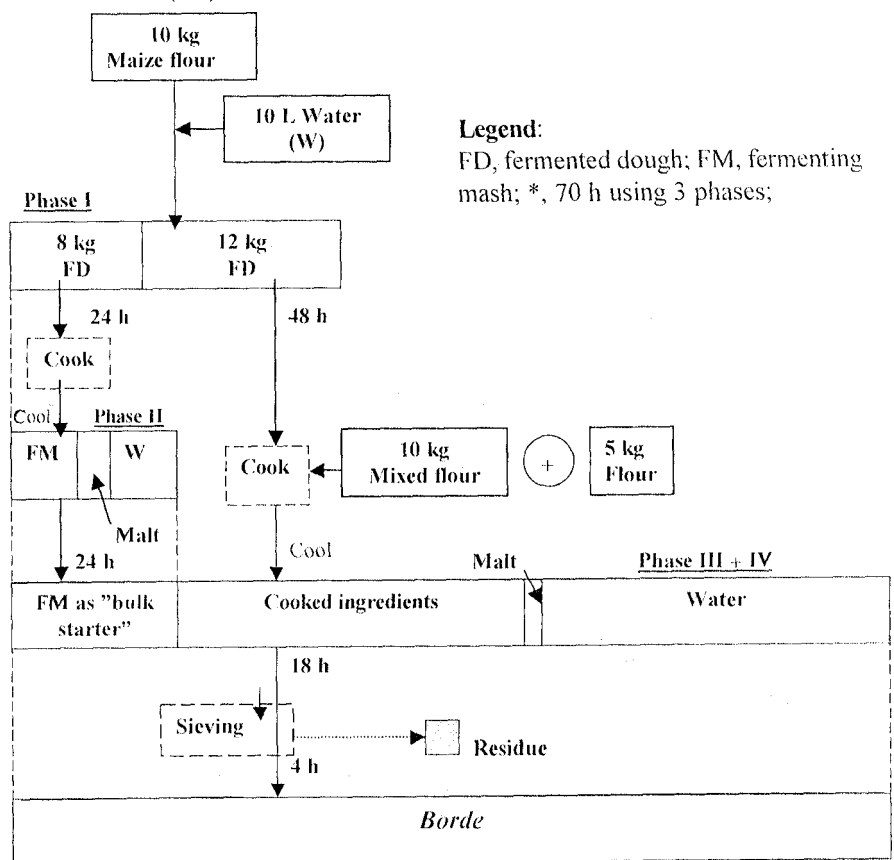 10 kg
Maize flour
10 L Water
(W)
Legend:
FD, fermented dough; FM, fermenting
mash; *, 70 h using 3 phases;
Phase I
8 kg
FD
12 kg
FD
24 h
48 h
Cook
Cool
Phase II
FM
W
Cook
10 kg
Mixed flour
+
5 kg
Flour
Malt
24 h
Cool
Malt
Phase III + IV
FM as "bulk
starter"
Cooked ingredients
Water
18 h
Sieving
Residue
4 h
Borde